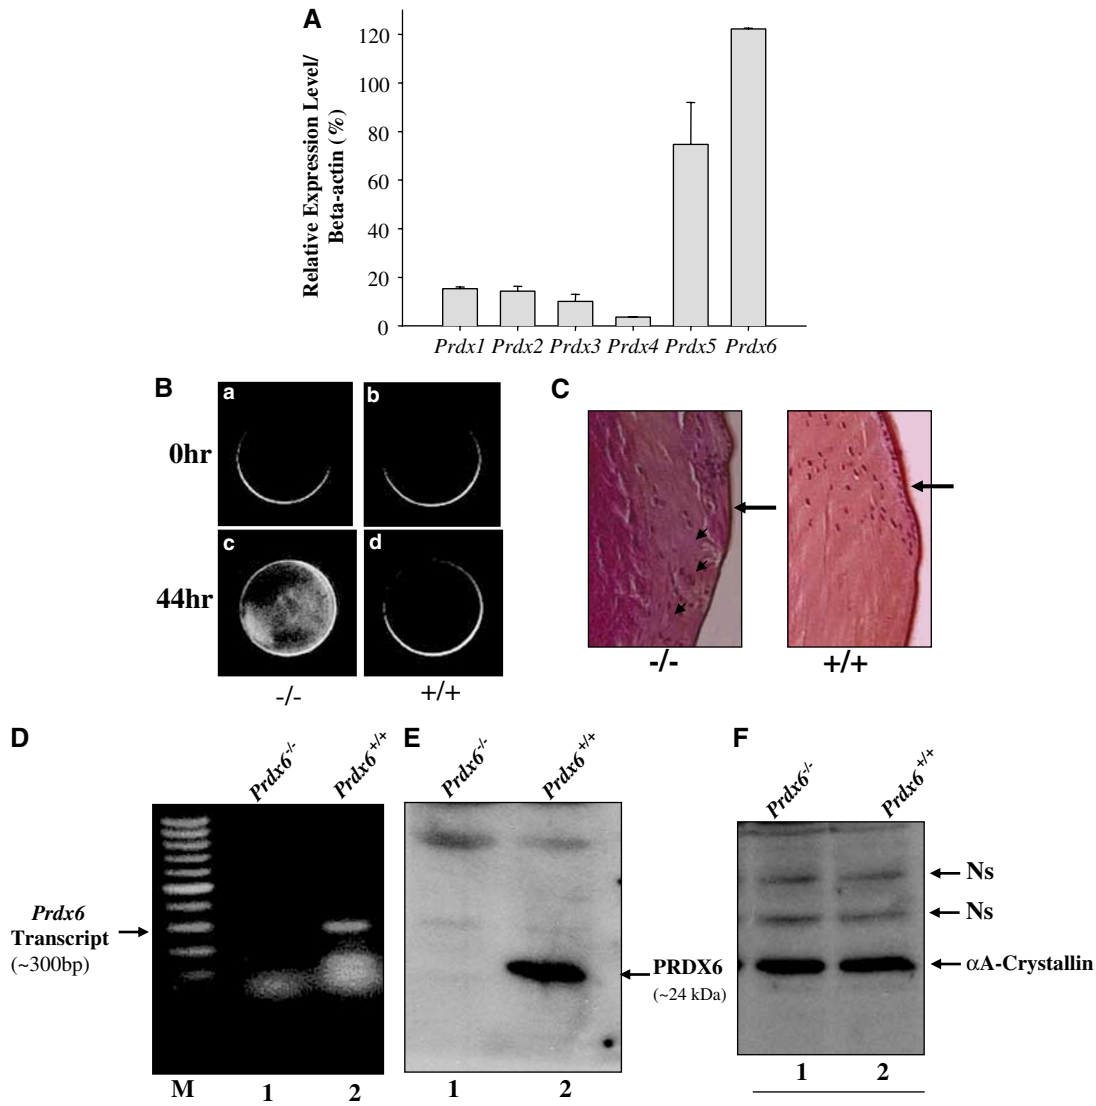 A
Relative Expression Level/
Beta-actin (%)
120
100
80
60
40
20
0
Prdx1 Prdx2 Prdx3 Prdx4 Prdx5 Prdx6
B
a
b
0hr
c
d
44hr
-/-
+/+
C
-/-
+/+
D
Prdx6-/-
Prdx6+/+
Prdx6
Transcript
(~300bp)
M
1
2
E
Prdx6-/-
Prdx6+/+
PRDX6
(~24 kDa)
1
2
F
Prdx6-/-
Prdx6+/+
Ns
Ns
αA-Crystallin
1
2